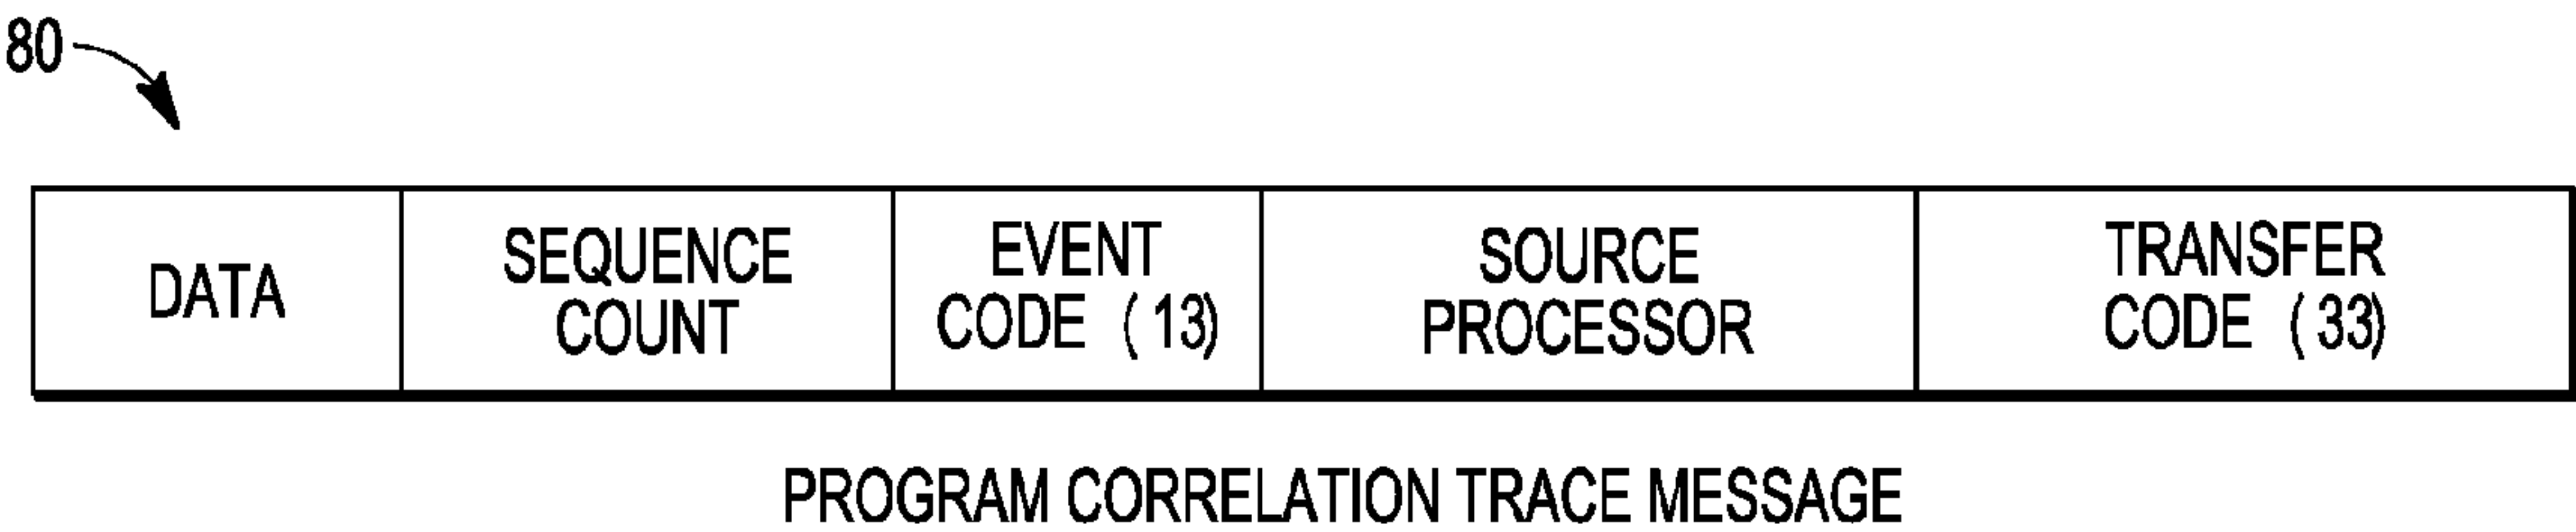 80
DATA
SEQUENCE
COUNT
EVENT
CODE (13)
SOURCE
PROCESSOR
TRANSFER
CODE (33)
PROGRAM CORRELATION TRACE MESSAGE